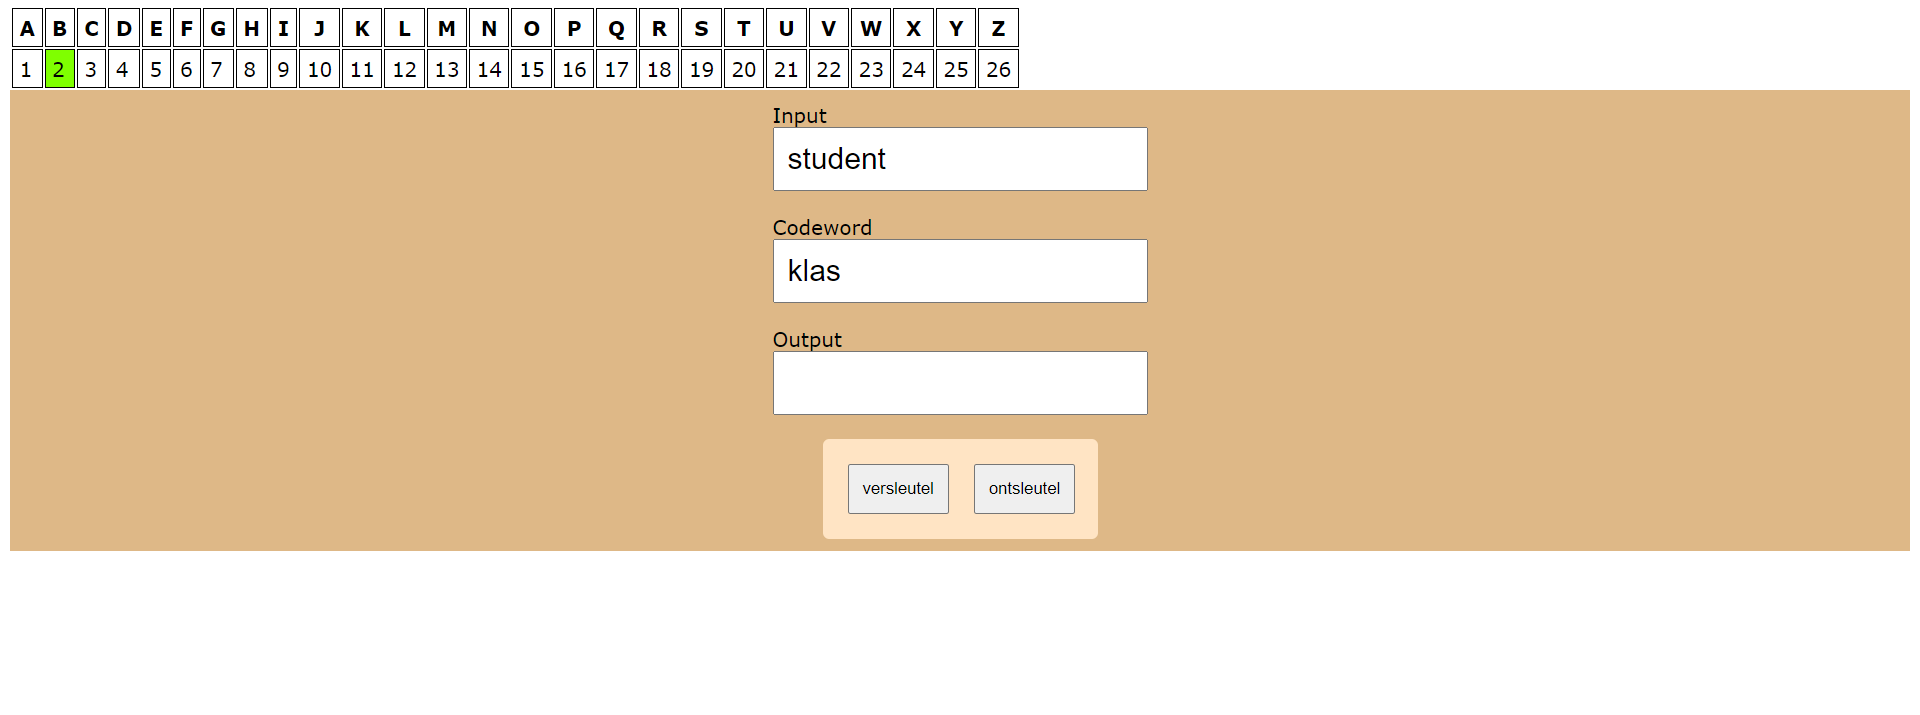 A B C D E F G H I J K L M N O P Q R S T U V W X Y Z
1 2 3 4 5 6 7 8 9 10 11 12 13 14 15 16 17 18 19 20 21 22 23 24 25 26
Input
student
Codeword
klas
Output
versleutel ontsleutel